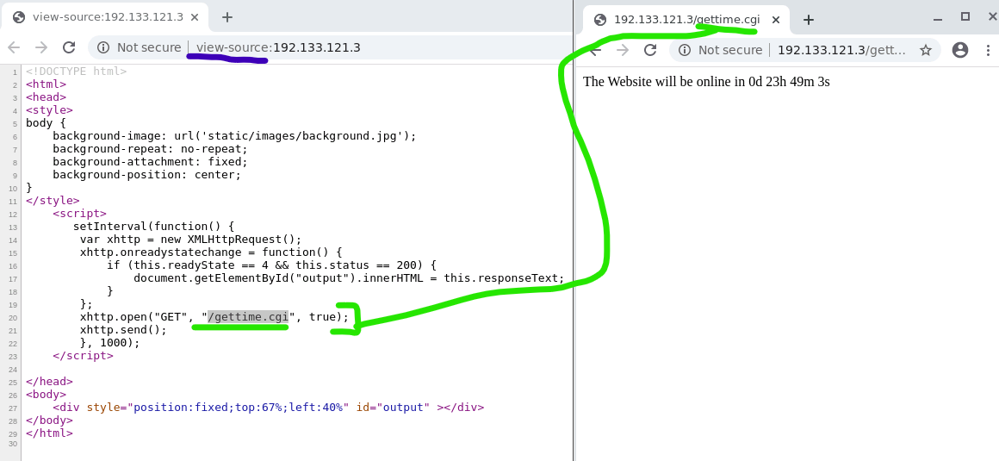 view-source:192.133.121.3
Not secure view-source:192.133.121.3
1 <!DOCTYPE html>
2 <html>
3 <head>
4 <style>
5 body {
6     background-image: url('static/images/background.jpg');
7     background-repeat: no-repeat;
8     background-attachment: fixed;
9     background-position: center;
10 }
11 </style>
12     <script>
13        setInterval(function() {
14         var xhttp = new XMLHttpRequest();
15         xhttp.onreadystatechange = function() {
16             if (this.readyState == 4 && this.status == 200) {
17                 document.getElementById("output").innerHTML = this.responseText;
18             }
19         };
20         xhttp.open("GET", "/gettime.cgi", true);
21         xhttp.send();
22         }, 1000);
23     </script>
24
25 </head>
26 <body>
27     <div style="position:fixed;top:67%;left:40%" id="output" ></div>
28 </body>
29 </html>
30
192.133.121.3/gettime.cgi
Not secure 192.133.121.3/gett...
The Website will be online in 0d 23h 49m 3s